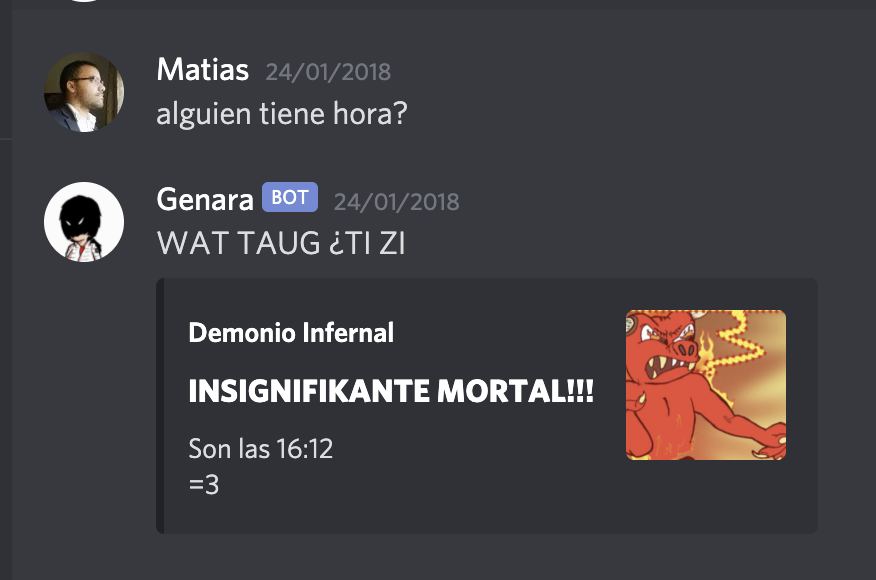 Matias 24/01/2018
alguien tiene hora?
Genara BOT 24/01/2018
WAT TAUG ¿TI ZI
Demonio Infernal
INSIGNIFIKANTE MORTAL!!!
Son las 16:12
=3